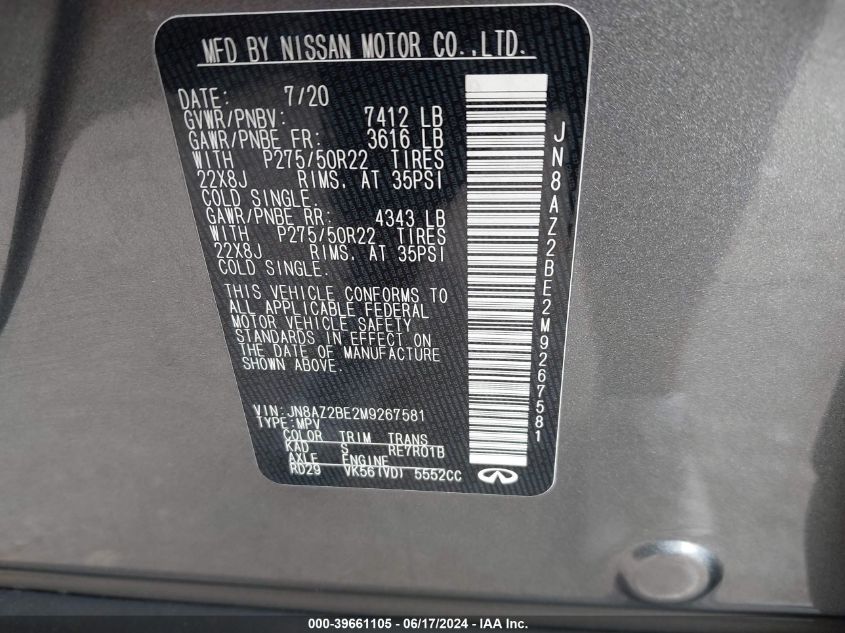 MFD BY NISSAN MOTOR CO.,LTD.
DATE: 7/20
GVWR/PNBV: 7412 LB
GAWR/PNBE FR: 3616 LB
WITH P275/50R22 TIRES
22X8J RIMS, AT 35PSI
COLD SINGLE.
GAWR/PNBE RR: 4343 LB
WITH P275/50R22 TIRES
22X8J RIMS, AT 35PSI
COLD SINGLE.
THIS VEHICLE CONFORMS TO
ALL APPLICABLE FEDERAL
MOTOR VEHICLE SAFETY
STANDARDS IN EFFECT ON
THE DATE OF MANUFACTURE
SHOWN ABOVE.
VIN: JN8AZ2BE2M9267581
TYPE: MPV
COLOR TRIM TRANS
KAD S RE7R01B
AXLE ENGINE
RD29 VK56(VD) 5552CC
JN8AZ2BE2M9267581
000-39661105 - 06/17/2024 - IAA Inc.